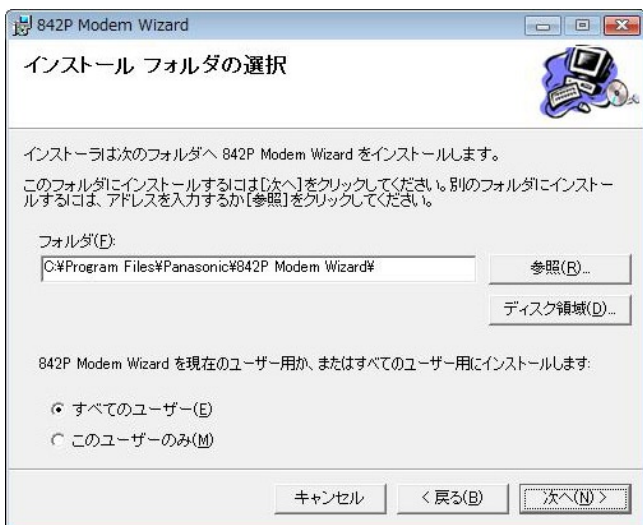 842P Modem Wizard
インストール フォルダの選択
インストーラは次のフォルダへ 842P Modem Wizard をインストールします。
このフォルダにインストールするには[次へ]をクリックしてください。別のフォルダにインストー
ルするには、アドレスを入力するか[参照]をクリックしてください。
フォルダ(F):
C:¥Program Files¥Panasonic¥842P Modem Wizard¥
参照(R)...
ディスク領域(D)...
842P Modem Wizard を現在のユーザー用か、またはすべてのユーザー用にインストールします:
すべてのユーザー(E)
このユーザーのみ(M)
キャンセル
< 戻る(B)
次へ(N) >